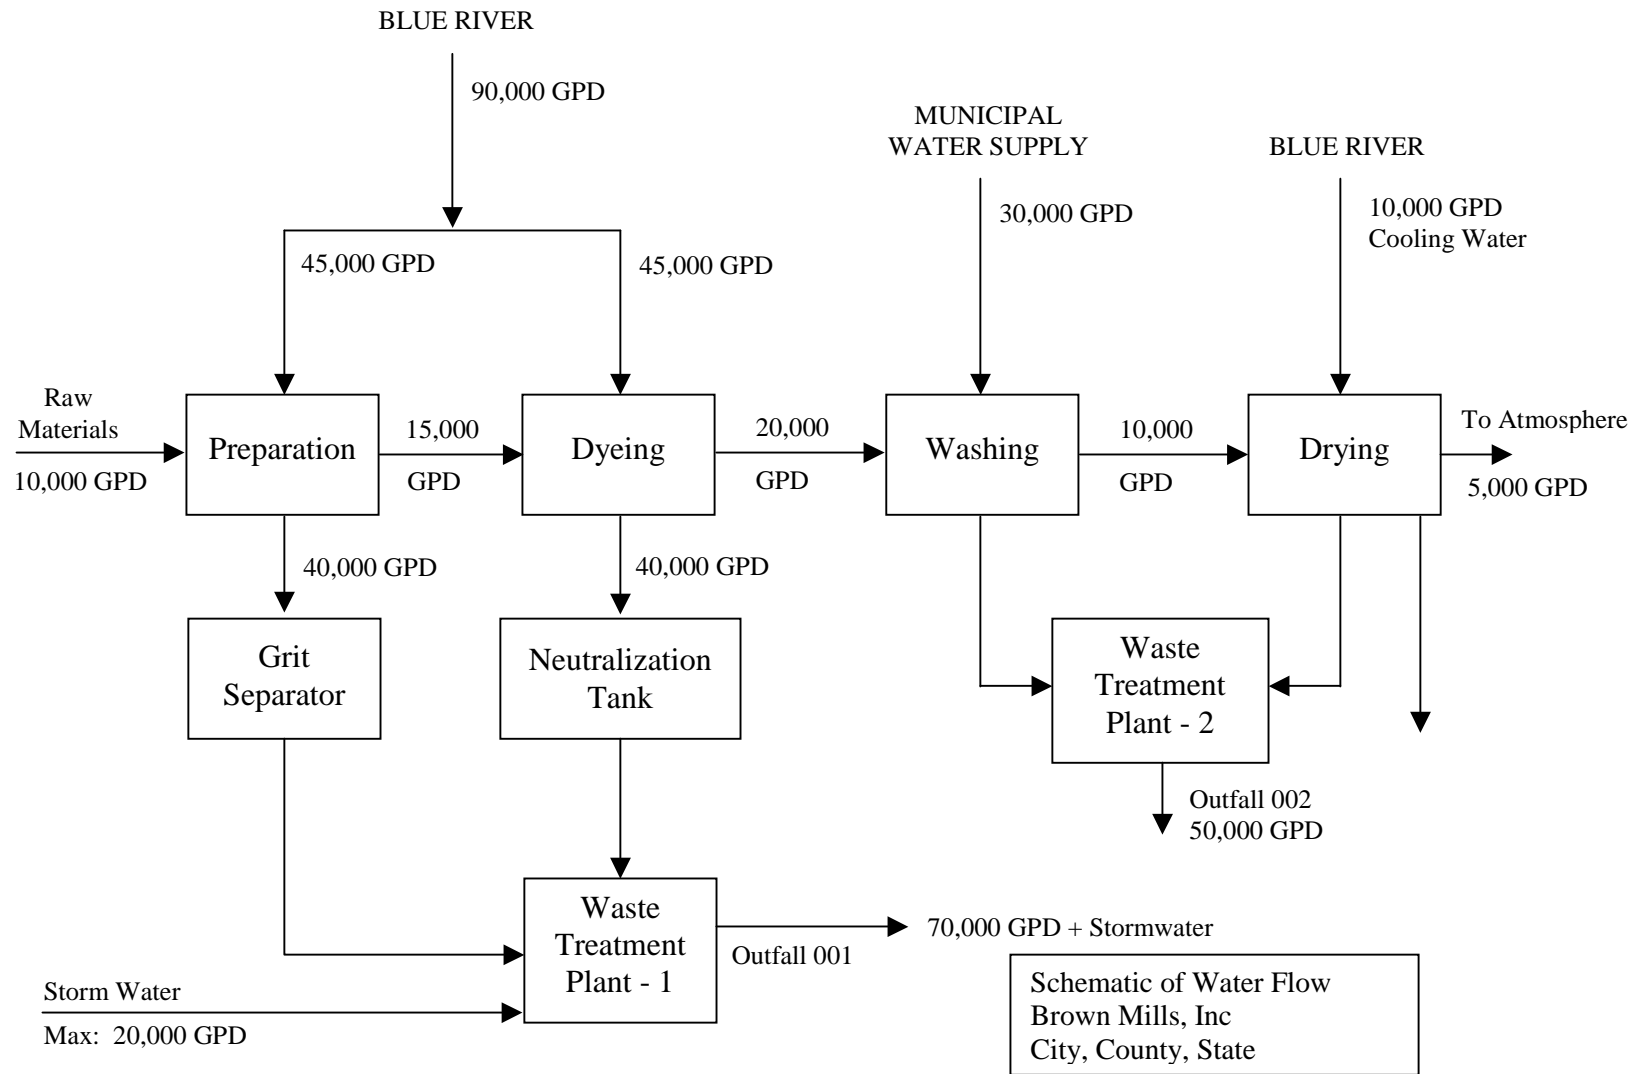 BLUE RIVER
90,000 GPD
MUNICIPAL
WATER SUPPLY
BLUE RIVER
30,000 GPD
10,000 GPD
Cooling Water
45,000 GPD
45,000 GPD
Raw
Materials
10,000 GPD
Preparation
15,000
GPD
Dyeing
20,000
GPD
Washing
10,000
GPD
Drying
To Atmosphere
5,000 GPD
40,000 GPD
40,000 GPD
Grit
Separator
Neutralization
Tank
Waste
Treatment
Plant - 2
Outfall 002
50,000 GPD
Waste
Treatment
Plant - 1
Outfall 001
70,000 GPD + Stormwater
Storm Water
Max: 20,000 GPD
Schematic of Water Flow
Brown Mills, Inc
City, County, State